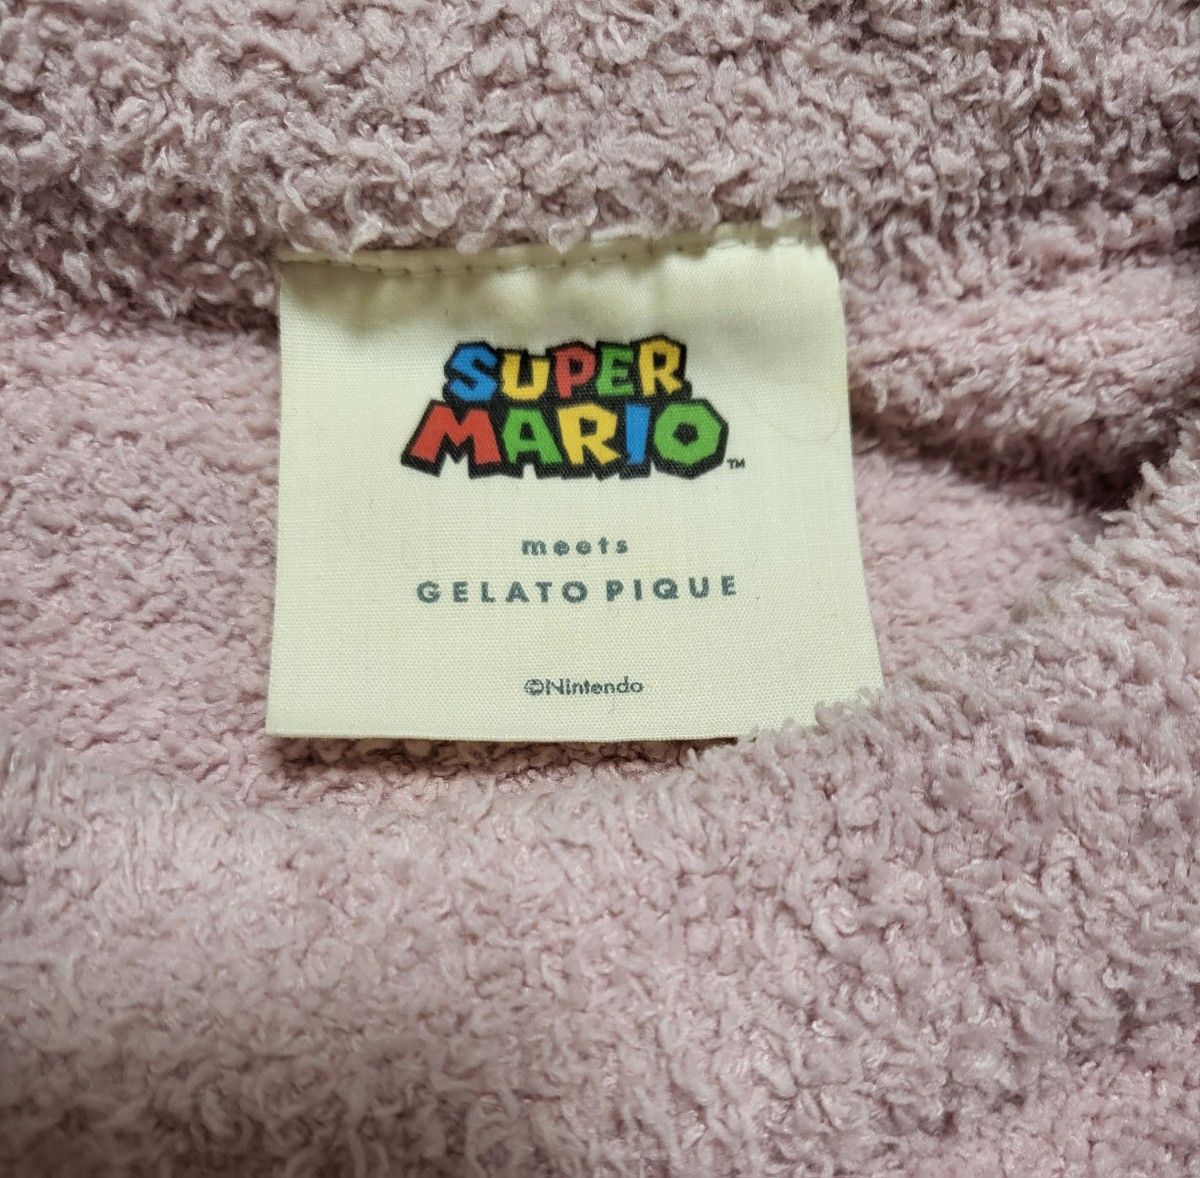 SUPER
MARIO™
meets
GELATO PIQUE
©Nintendo